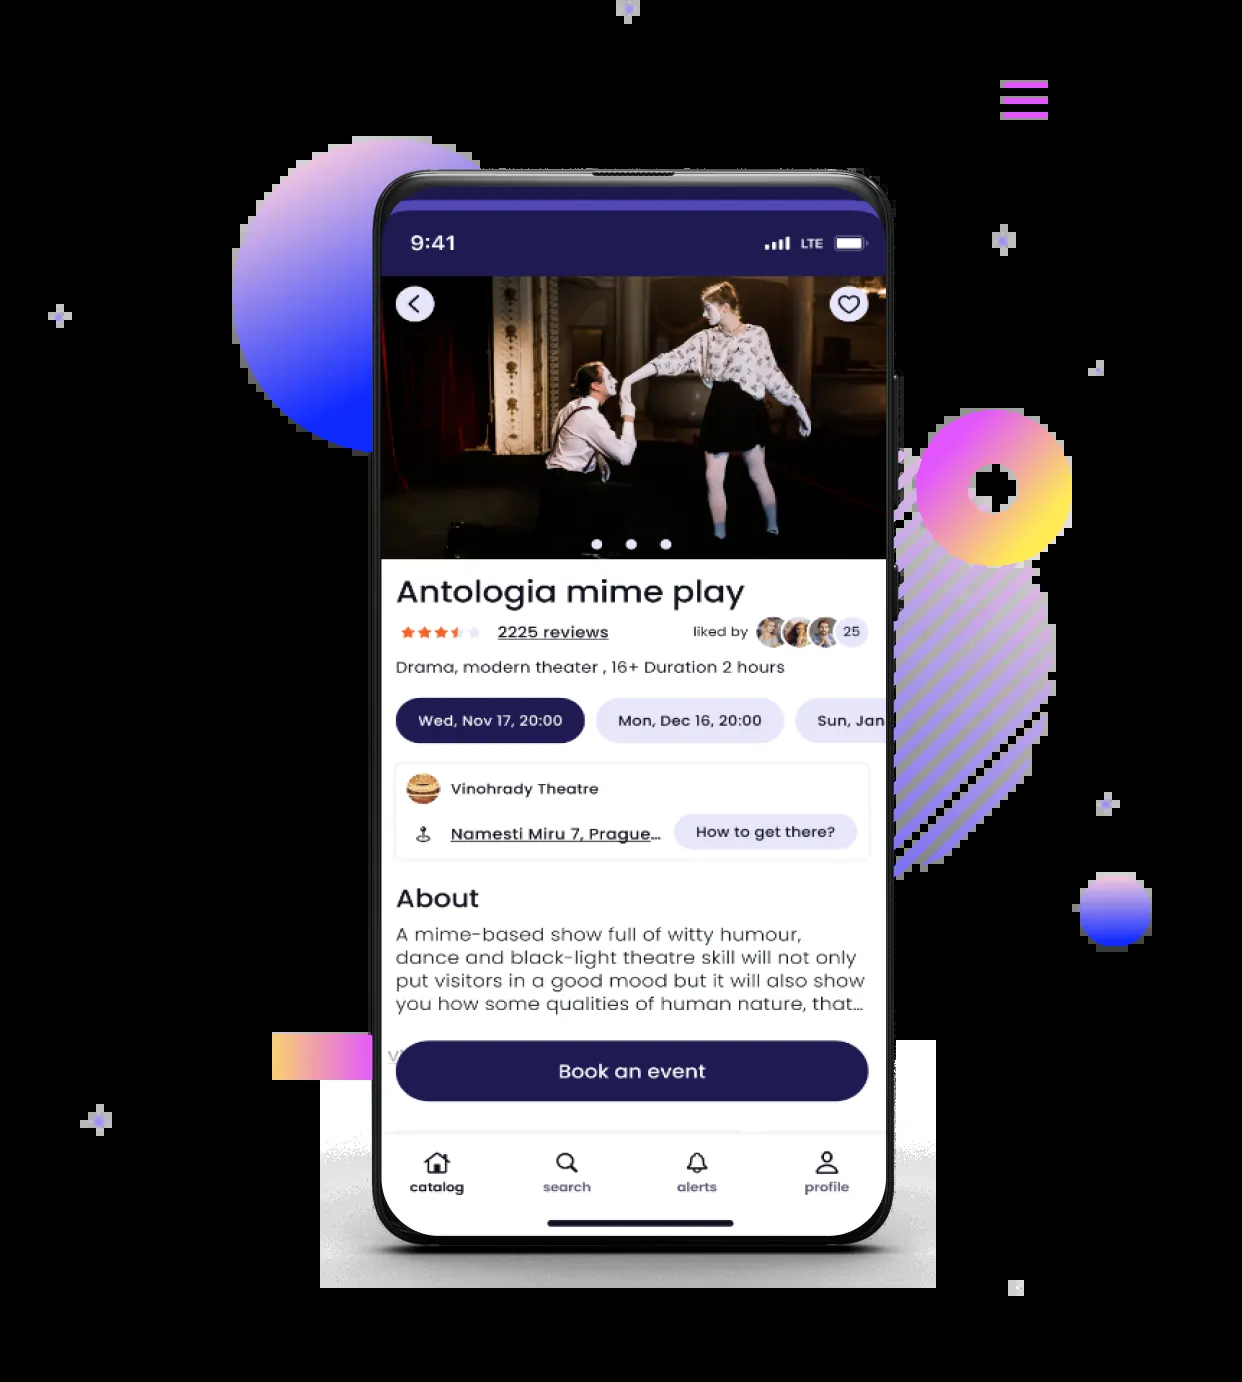 9:41 LTE
Antologia mime play
2225 reviews liked by 25
Drama, modern theater , 16+ Duration 2 hours
Wed, Nov 17, 20:00 Mon, Dec 16, 20:00 Sun, Jan
Vinohrady Theatre
Namesti Miru 7, Prague... How to get there?
About
A mime-based show full of witty humour,
dance and black-light theatre skill will not only
put visitors in a good mood but it will also show
you how some qualities of human nature, that...
Book an event
catalog search alerts profile